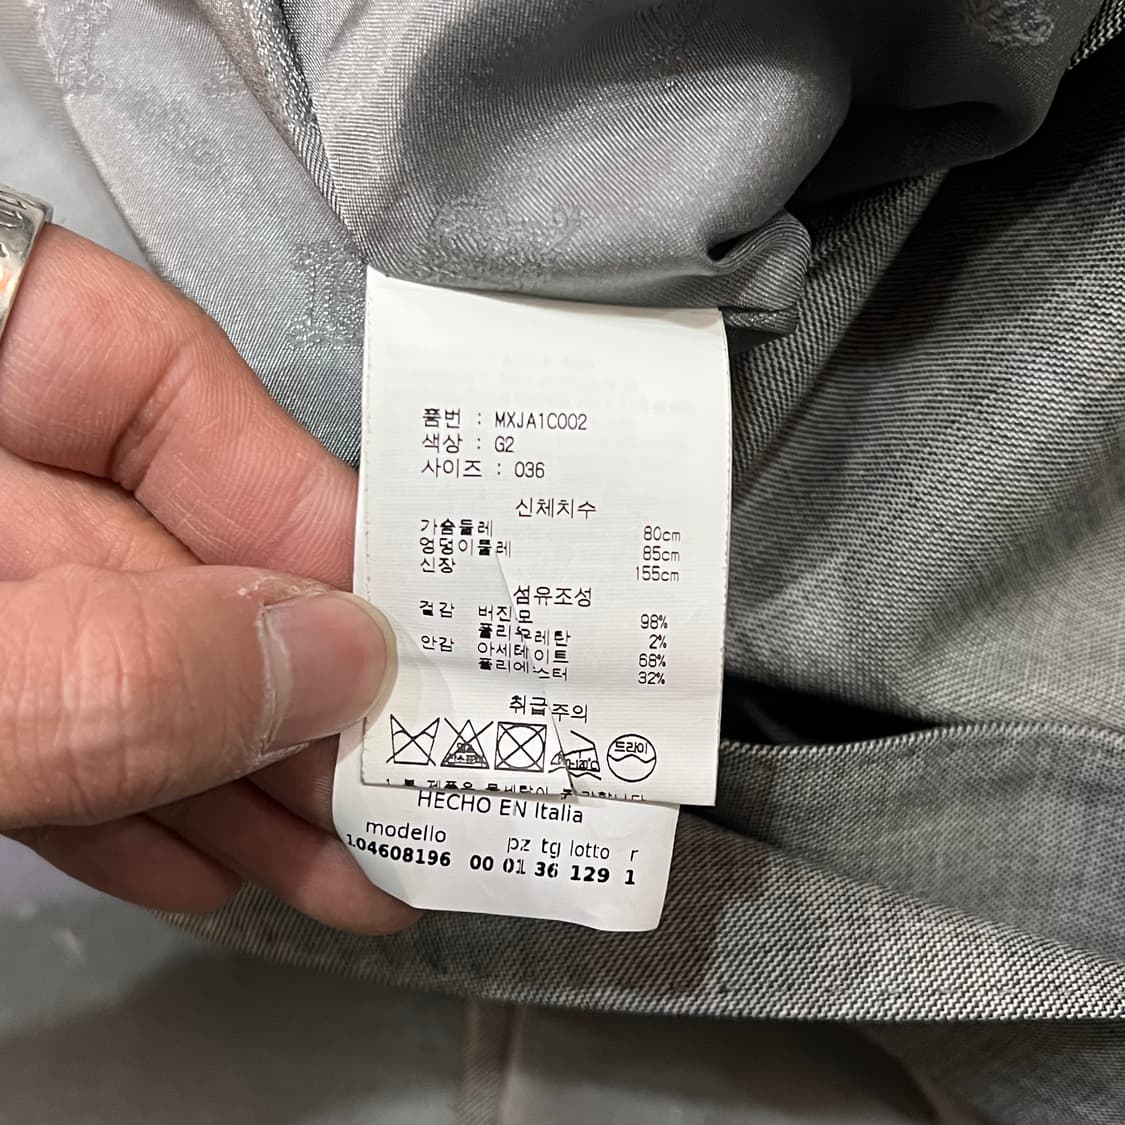 품번 : MXJA1C002
색상 : G2
사이즈 : 036
신체치수
가슴둘레 80cm
엉덩이둘레 85cm
신장 155cm
섬유조성
겉감 버진모 98%
폴리우레탄 2%
안감 아세테이트 68%
폴리에스터 32%
취급주의
드라이
HECHO EN Italia
modello pz tg lotto r
104608196 00 01 36 129 1